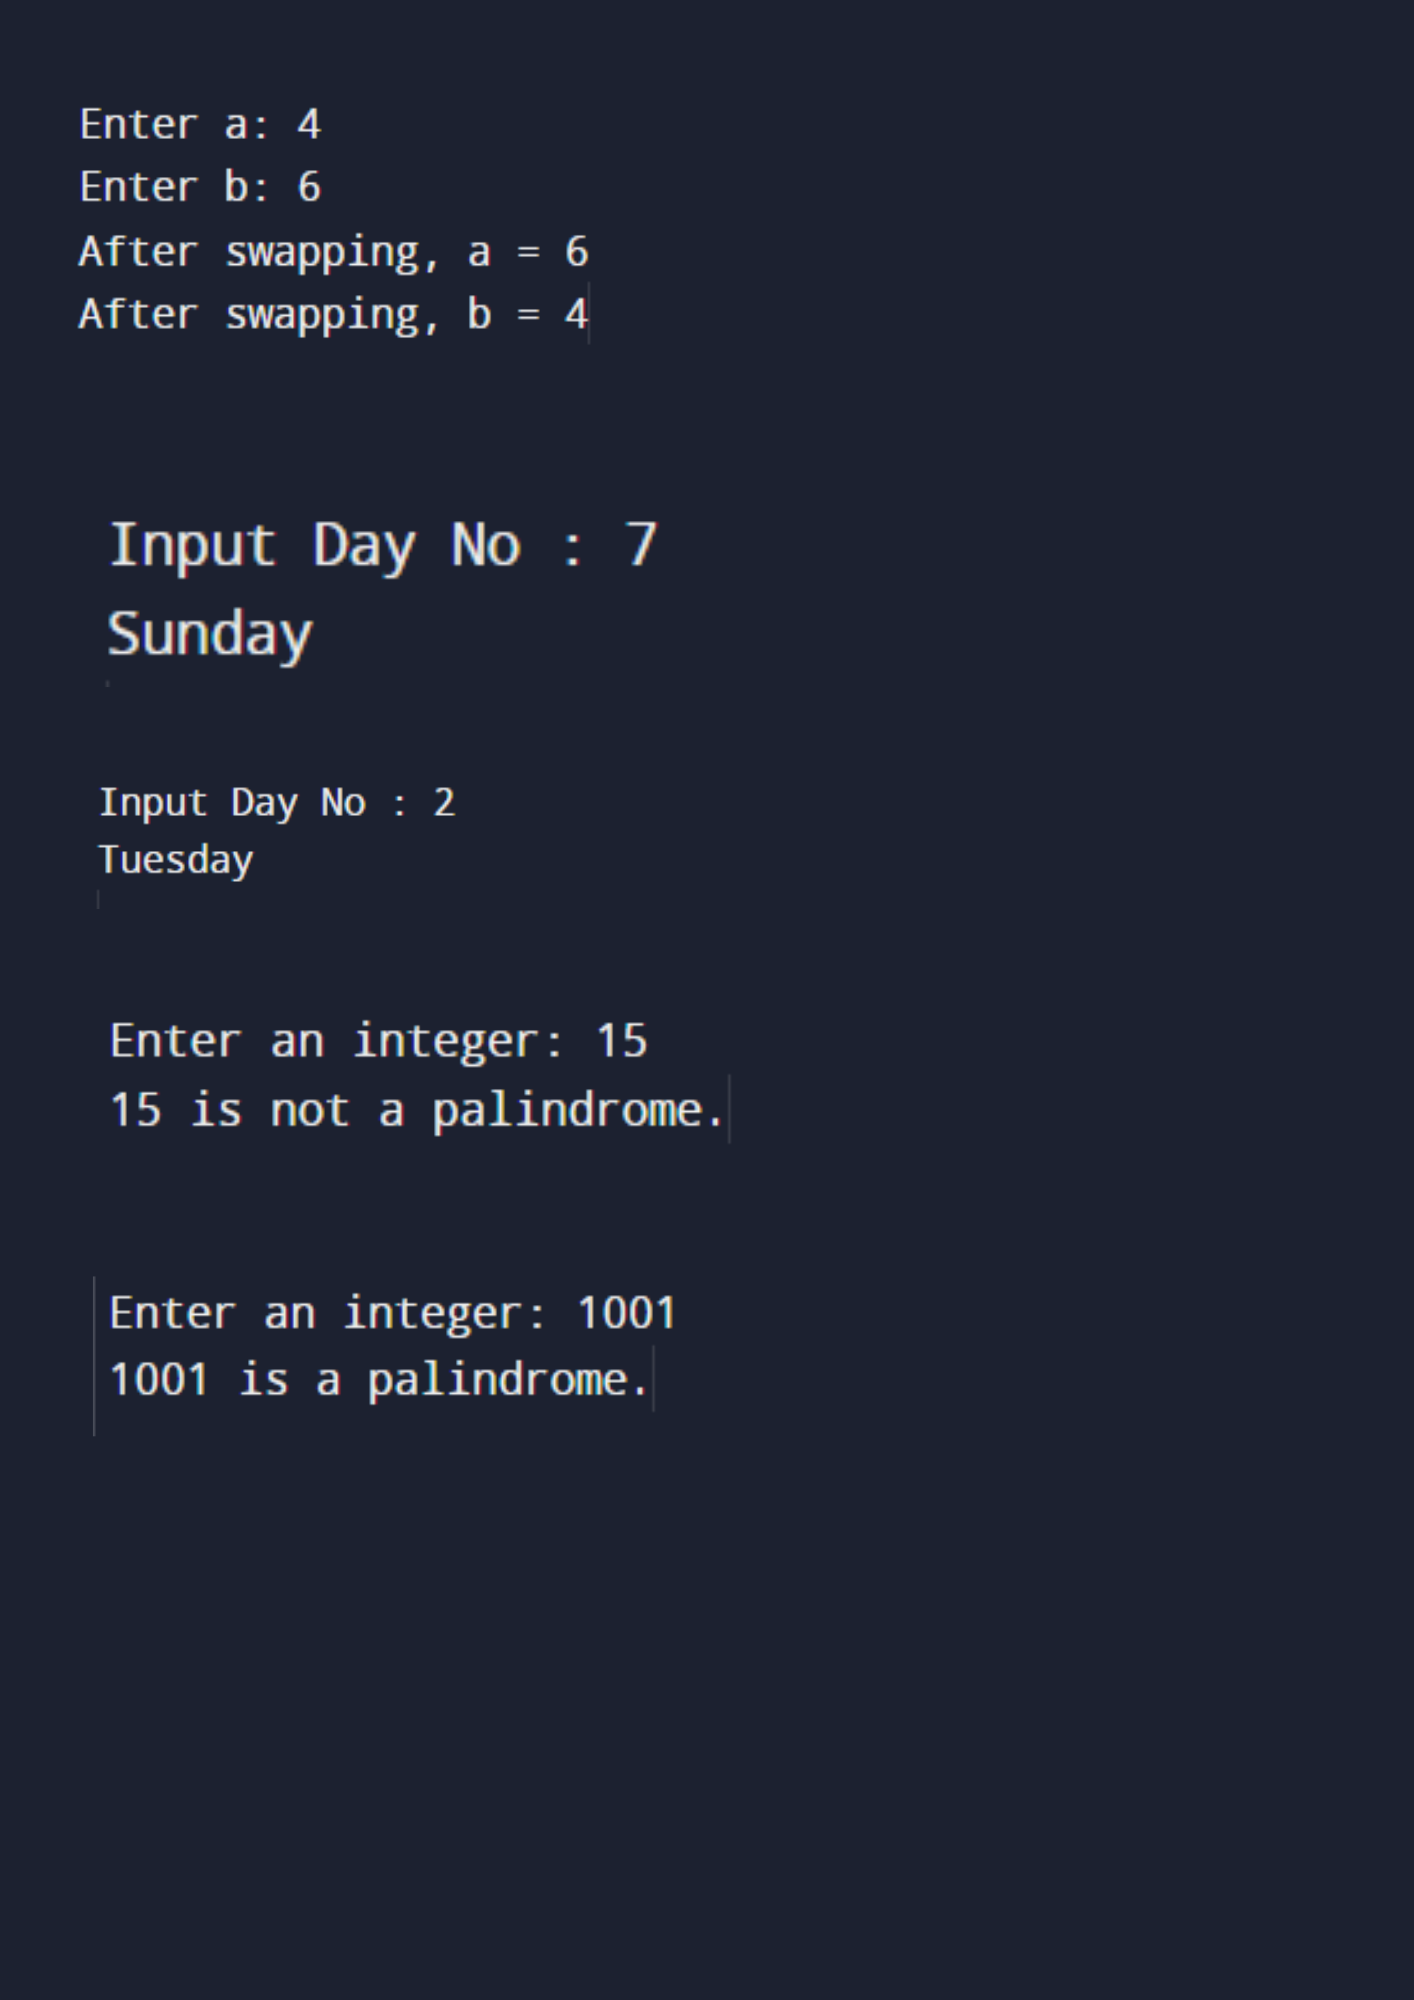 Enter a: 4
Enter b: 6
After swapping, a = 6
After swapping, b = 4
Input Day No : 7
Sunday
Input Day No : 2
Tuesday
Enter an integer: 15
15 is not a palindrome.
Enter an integer: 1001
1001 is a palindrome.